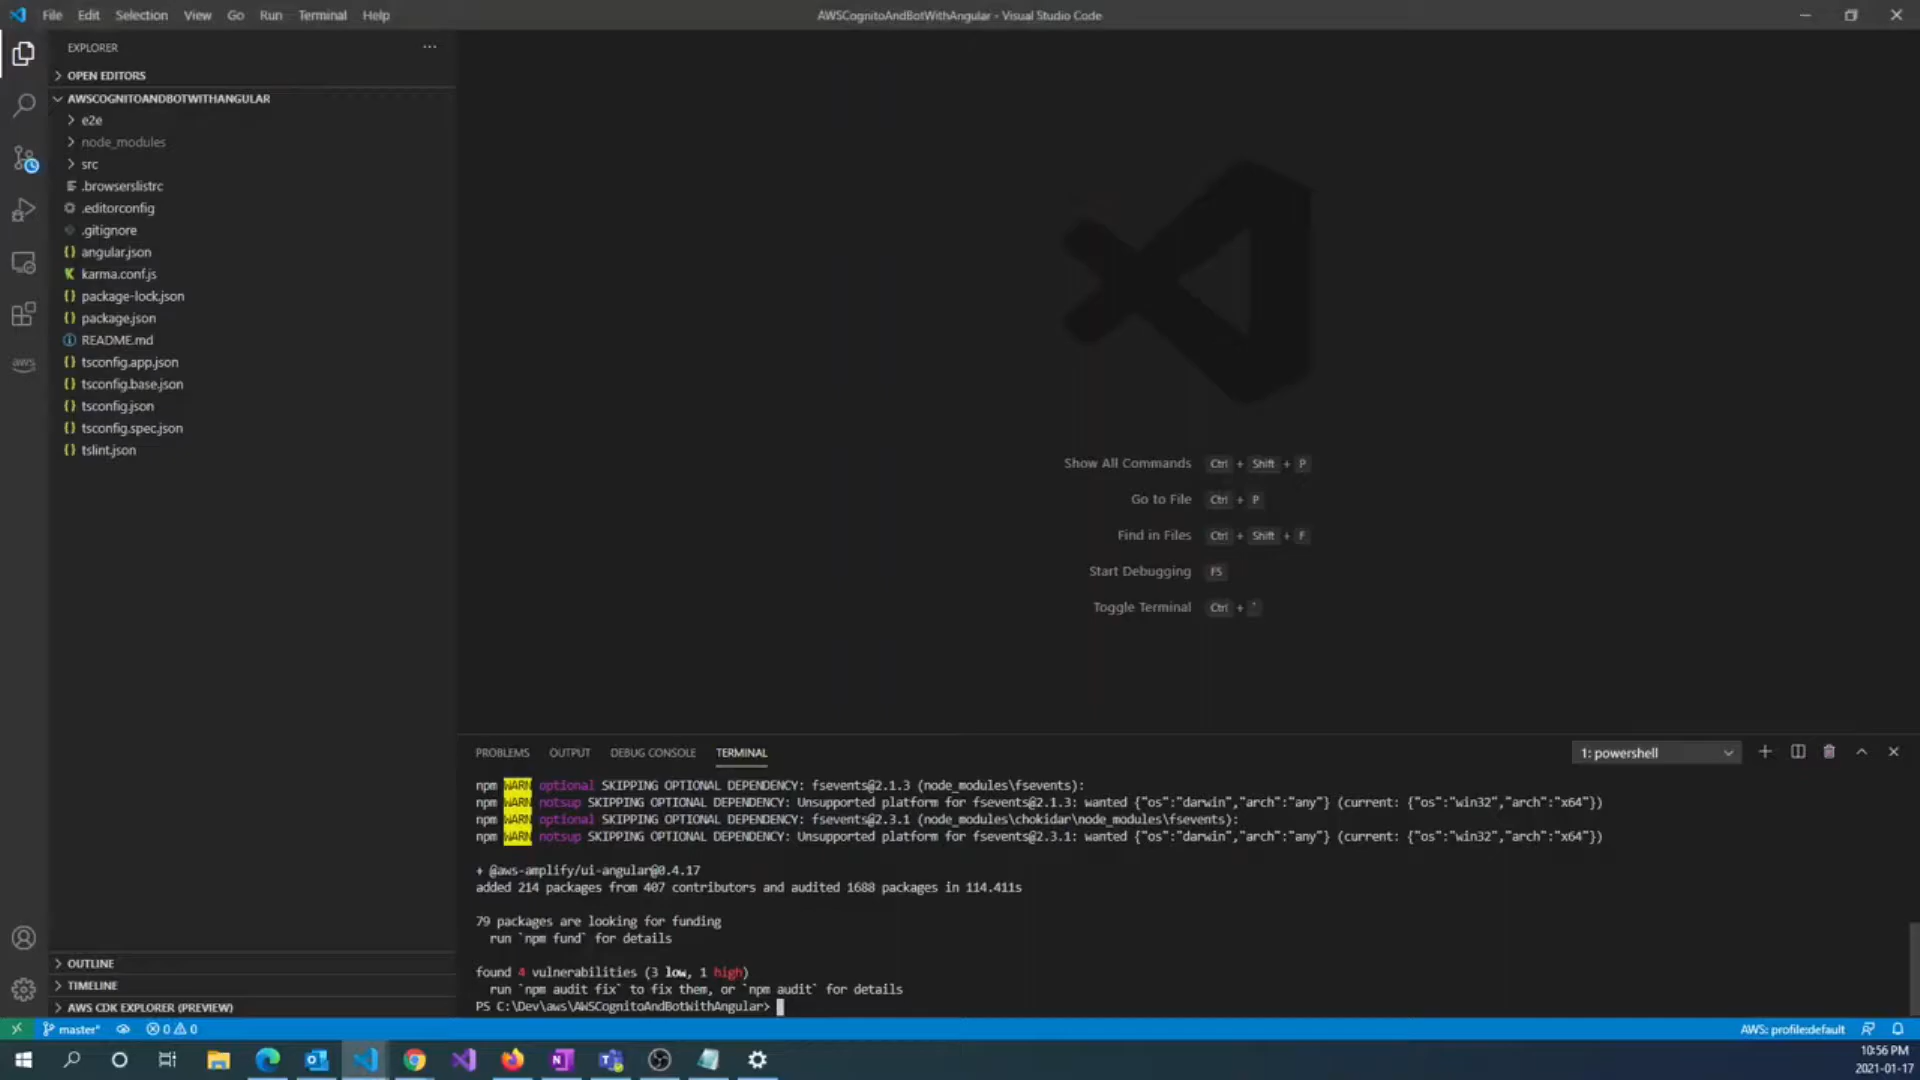 File Edit Selection View Go Run Terminal Help
AWSCognitoAndBotWithAngular - Visual Studio Code
EXPLORER
OPEN EDITORS
AWSCOGNITOANDBOTWITHANGULAR
e2e
node_modules
src
.browserslistrc
.editorconfig
.gitignore
angular.json
karma.conf.js
package-lock.json
package.json
README.md
tsconfig.app.json
tsconfig.base.json
tsconfig.json
tsconfig.spec.json
tslint.json
aws
Show All Commands Ctrl + Shift + P
Go to File Ctrl + P
Find in Files Ctrl + Shift + F
Start Debugging F5
Toggle Terminal Ctrl + `
PROBLEMS OUTPUT DEBUG CONSOLE TERMINAL
1: powershell
npm WARN optional SKIPPING OPTIONAL DEPENDENCY: fsevents@2.1.3 (node_modules\fsevents):
npm WARN notsup SKIPPING OPTIONAL DEPENDENCY: Unsupported platform for fsevents@2.1.3: wanted {"os":"darwin","arch":"any"} (current: {"os":"win32","arch":"x64"})
npm WARN optional SKIPPING OPTIONAL DEPENDENCY: fsevents@2.3.1 (node_modules\chokidar\node_modules\fsevents):
npm WARN notsup SKIPPING OPTIONAL DEPENDENCY: Unsupported platform for fsevents@2.3.1: wanted {"os":"darwin","arch":"any"} (current: {"os":"win32","arch":"x64"})
+ @aws-amplify/ui-angular@0.4.17
added 214 packages from 407 contributors and audited 1688 packages in 114.411s
79 packages are looking for funding
run `npm fund` for details
found 4 vulnerabilities (3 low, 1 high)
run `npm audit fix` to fix them, or `npm audit` for details
PS C:\Dev\aws\AWSCognitoAndBotWithAngular>
OUTLINE
TIMELINE
AWS CDK EXPLORER (PREVIEW)
master* 0 0
AWS: profile:default
10:56 PM
2021-01-17